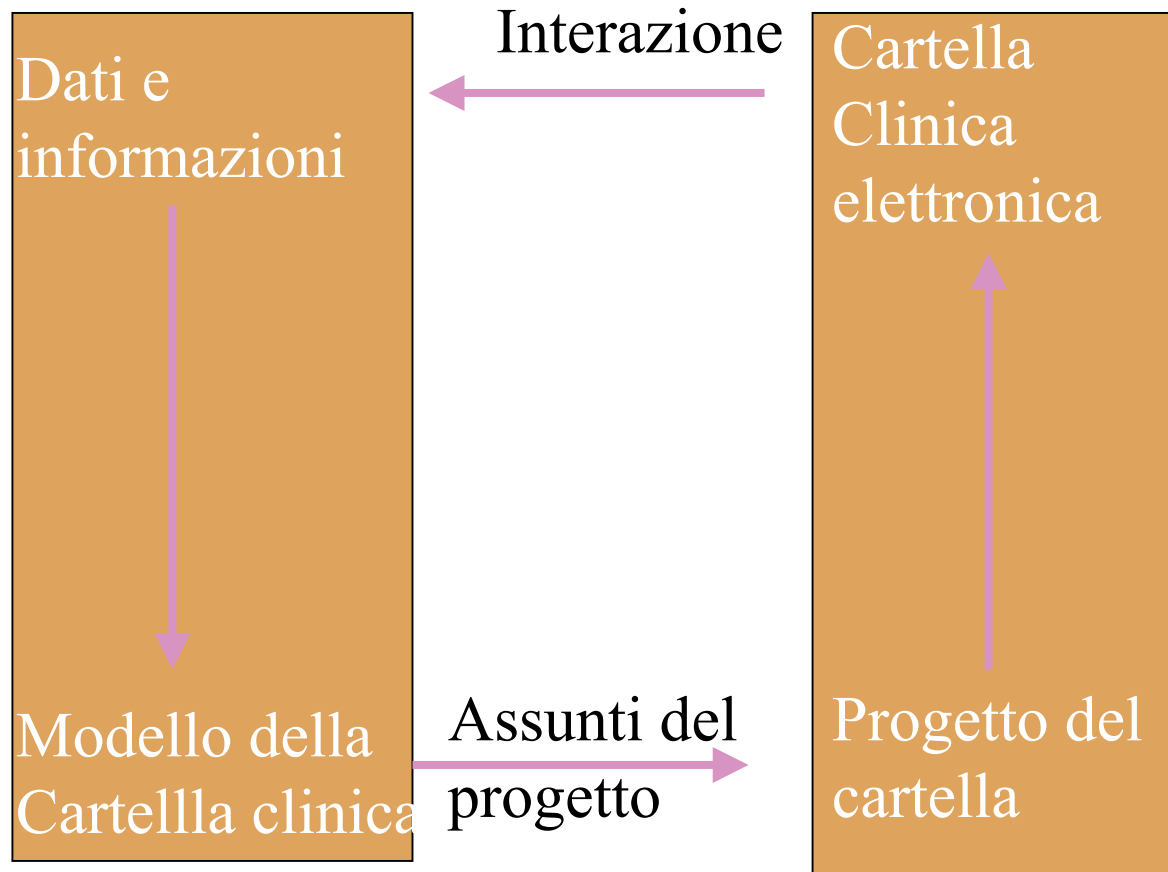 Dati e
informazioni
Interazione
Cartella
Clinica
elettronica
Modello della
Cartellla clinica
Assunti del
progetto
Progetto del
cartella